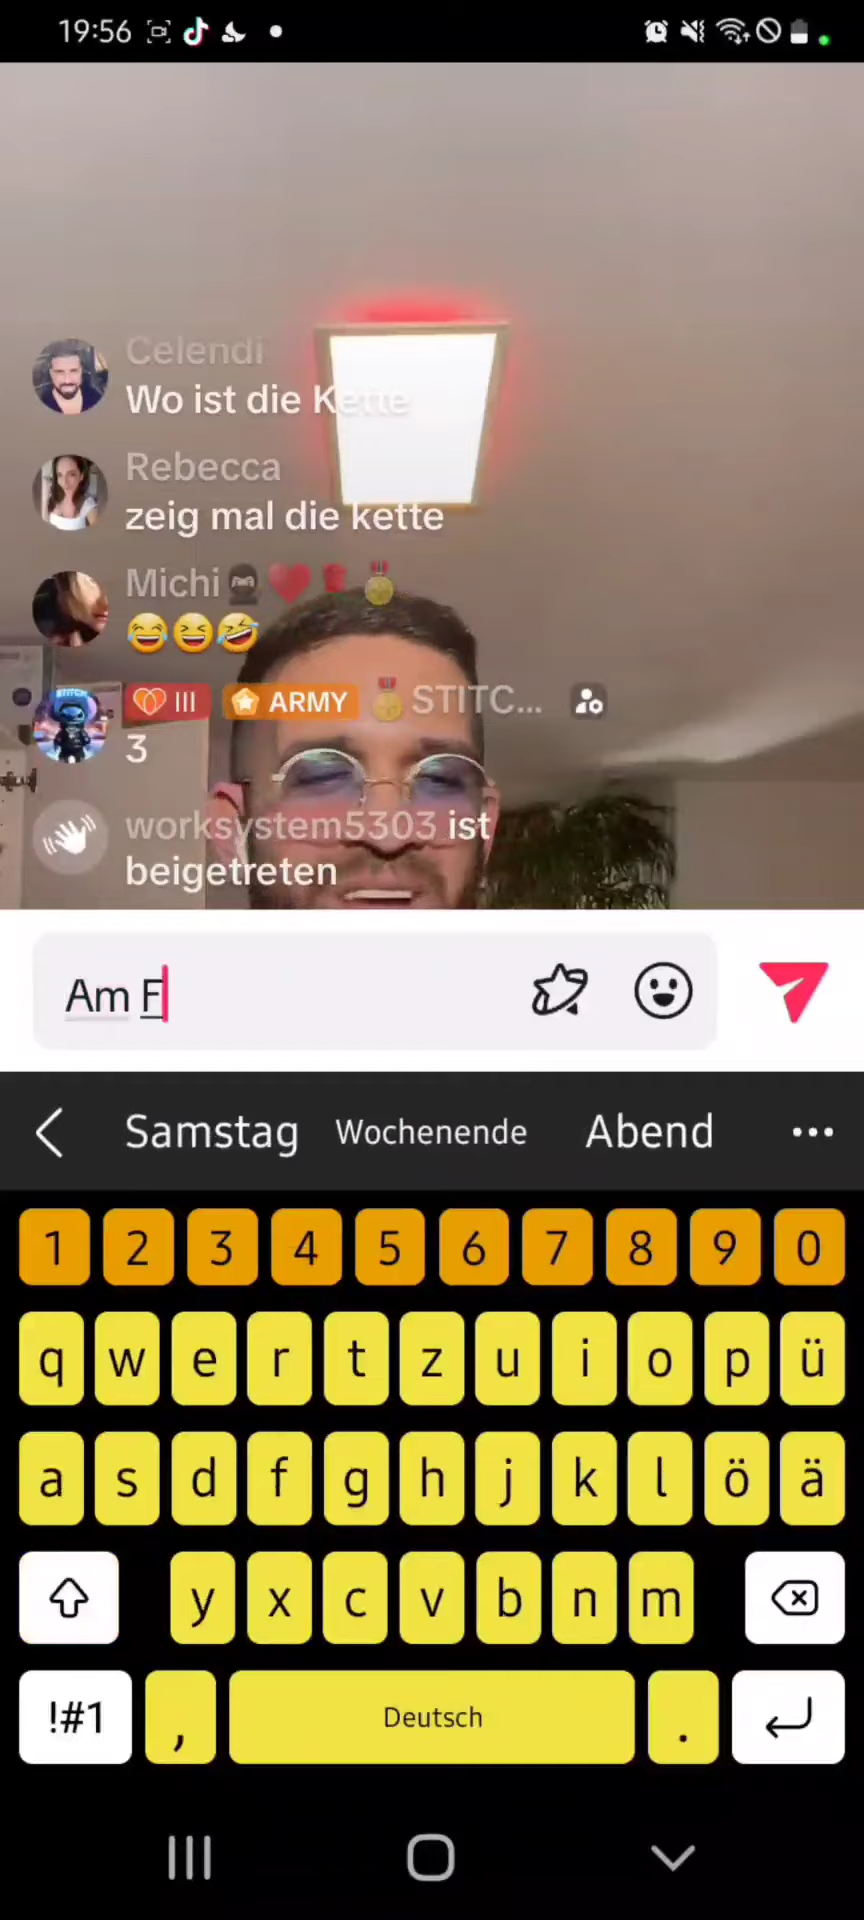 19:56
Celendi
Wo ist die Kette
Rebecca
zeig mal die kette
Michi
III ARMY STITC...
3
worksystem5303 ist
beigetreten
Am F
Samstag Wochenende Abend
1 2 3 4 5 6 7 8 9 0
q w e r t z u i o p ü
a s d f g h j k l ö ä
y x c v b n m
!#1 , Deutsch .